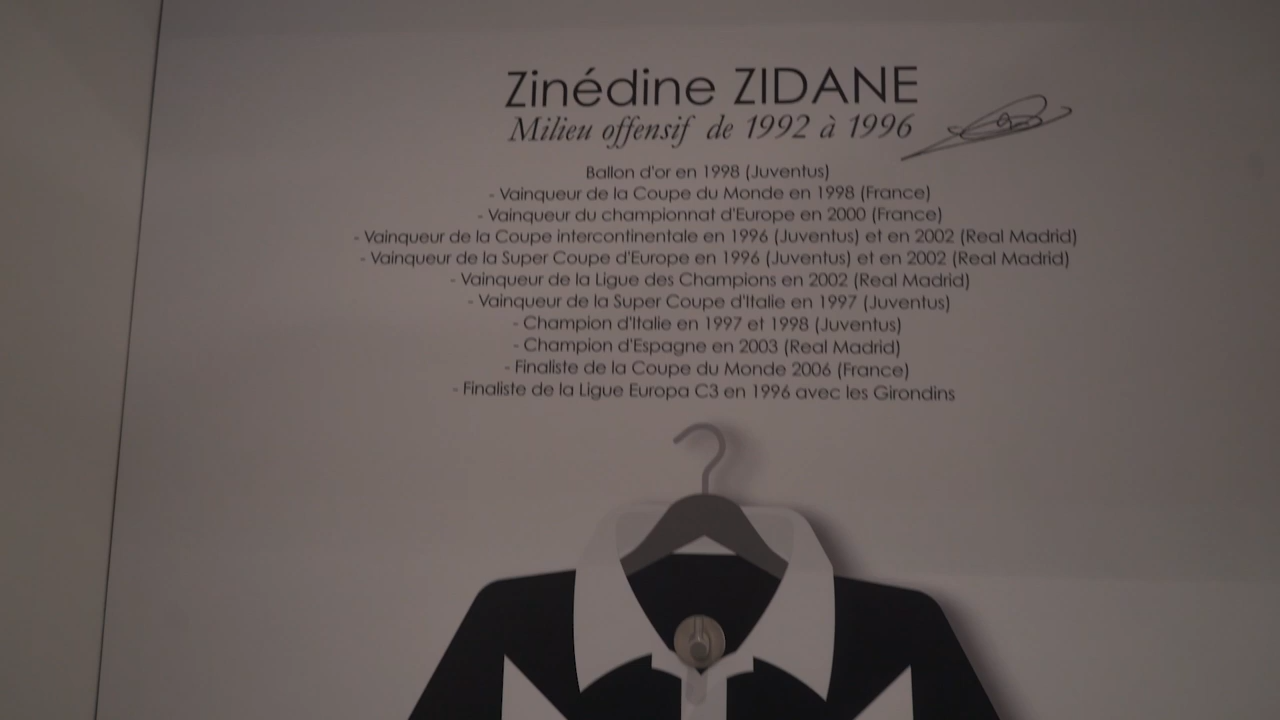 Zinédine ZIDANE
Milieu offensif de 1992 à 1996
Ballon d'or en 1998 (Juventus)
- Vainqueur de la Coupe du Monde en 1998 (France)
- Vainqueur du championnat d'Europe en 2000 (France)
- Vainqueur de la Coupe intercontinentale en 1996 (Juventus) et en 2002 (Real Madrid)
- Vainqueur de la Super Coupe d'Europe en 1996 (Juventus) et en 2002 (Real Madrid)
- Vainqueur de la Ligue des Champions en 2002 (Real Madrid)
- Vainqueur de la Super Coupe d'Italie en 1997 (Juventus)
- Champion d'Italie en 1997 et 1998 (Juventus)
- Champion d'Espagne en 2003 (Real Madrid)
- Finaliste de la Coupe du Monde 2006 (France)
- Finaliste de la Ligue Europa C3 en 1996 avec les Girondins